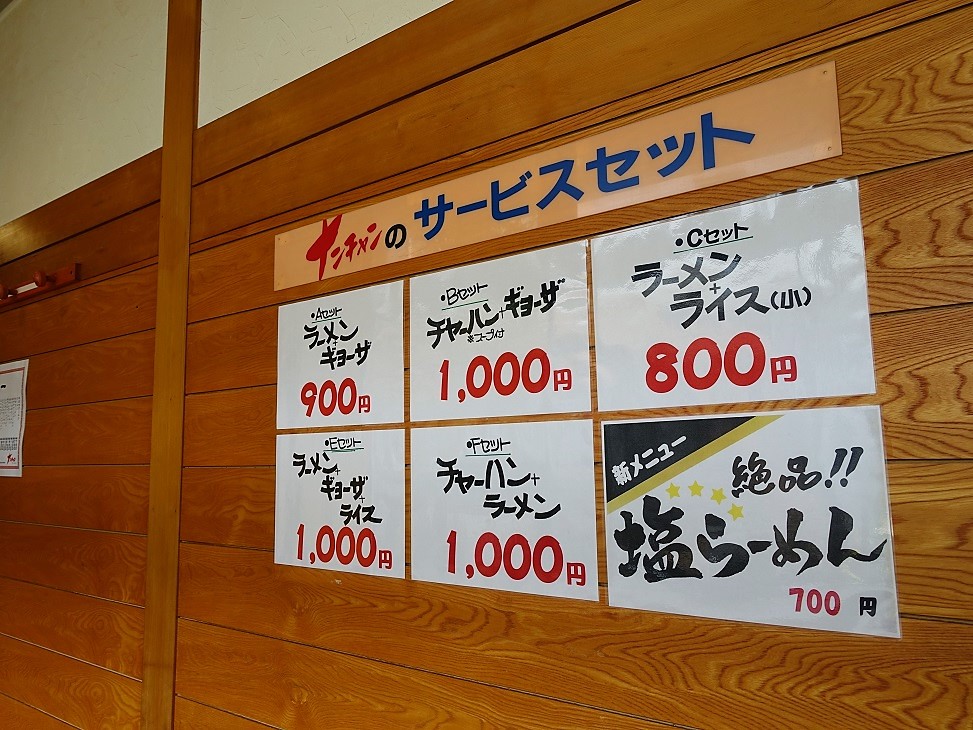 ヤンチャンの サービスセット
・Aセット
ラーメン
+
ギョーザ
900円
・Bセット
チャーハン+ギョーザ
※スープ付
1,000円
・Cセット
ラーメン
+
ライス(小)
800円
・Eセット
ラーメン+
ギョーザ+
ライス
1,000円
・Fセット
チャーハン+
ラーメン
1,000円
新メニュー
絶品!!
塩らーめん
700円